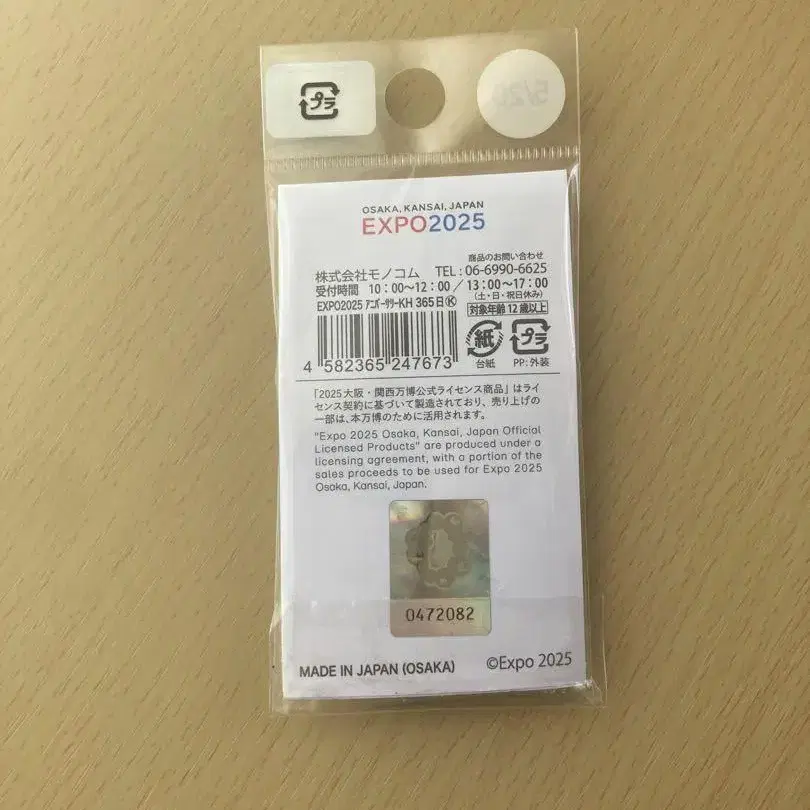 プラ
OSAKA, KANSAI, JAPAN
EXPO2025
商品のお問い合わせ
株式会社モノコム TEL：06-6990-6625
受付時間 10：00〜12：00／13：00〜17：00
（土・日・祝日休み）
EXPO2025 ｱﾆﾊﾞｰｻﾘｰKH 365日Ⓚ 対象年齢12歳以上
4 582365 247673
紙 プラ
台紙 PP：外装
「2025大阪・関西万博公式ライセンス商品」はライ
センス契約に基づいて製造されており、売り上げの
一部は、本万博のために活用されます。
"Expo 2025 Osaka, Kansai, Japan Official
Licensed Products" are produced under a
licensing agreement, with a portion of the
sales proceeds to be used for Expo 2025
Osaka, Kansai, Japan.
0472082
MADE IN JAPAN (OSAKA) ©Expo 2025